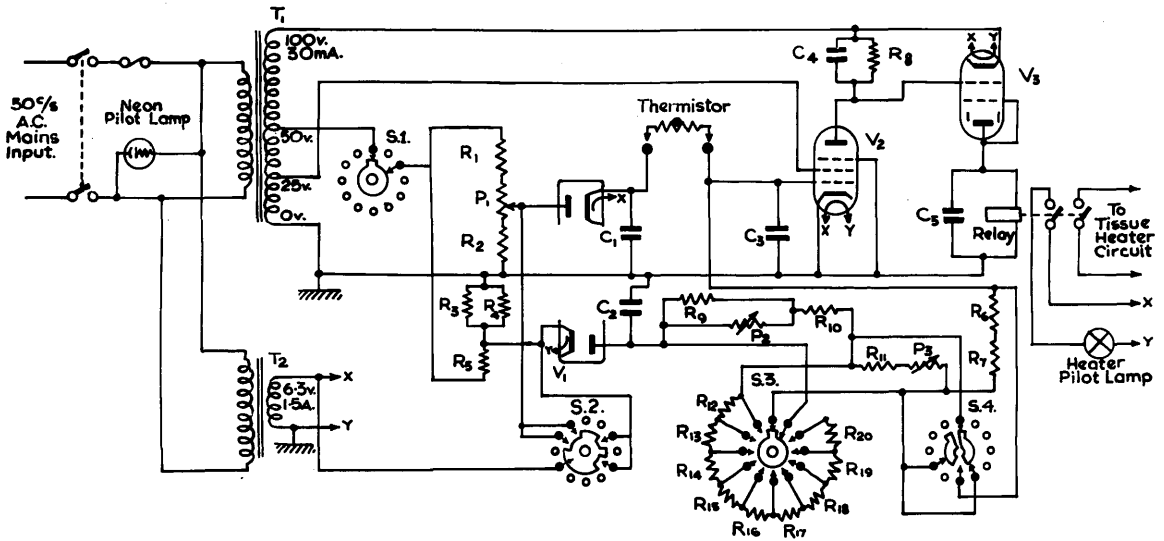 T1
100v.
30mA.
50 c/s
A.C.
Mains
Input.
Neon
Pilot Lamp
50v.
25v.
0v.
S.1.
R1
P1
R2
R3
R4
R5
X
C1
C2
V1
Y
Thermistor
C3
C4
R8
V2
X
Y
X
Y
V3
C5
Relay
To
Tissue
Heater
Circuit
X
Y
Heater
Pilot Lamp
R9
P2
R10
R11
P3
R6
R7
T2
6.3v.
1.5A.
X
Y
S.2.
S.3.
S.4.
R12
R13
R14
R15
R16
R17
R18
R19
R20